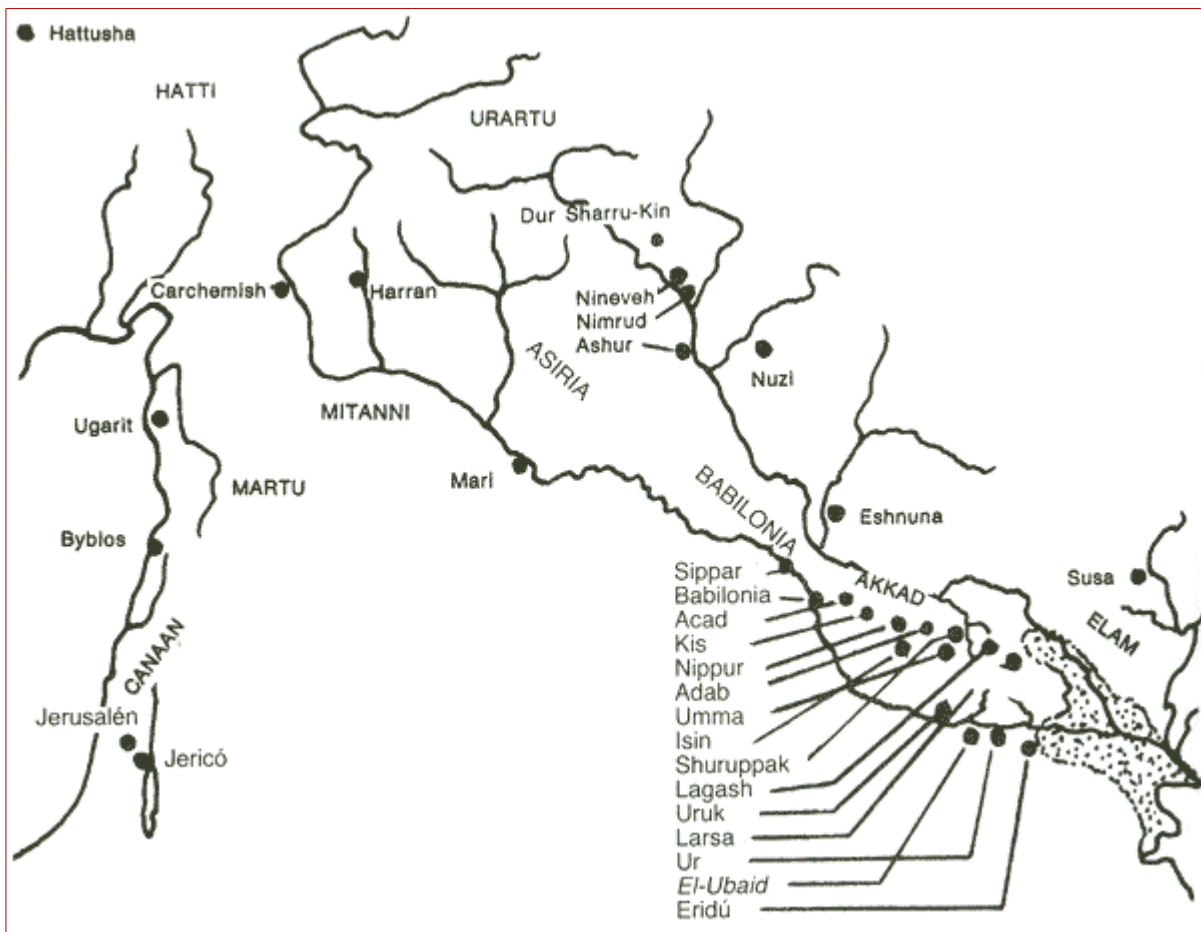 Hattusha
HATTI
URARTU
Dur Sharru-Kin
Carchemish
Harran
Nineveh
Nimrud
Ashur
ASIRIA
Nuzi
MITANNI
Ugarit
MARTU
Mari
BABILONIA
Eshnuna
Byblos
AKKAD
Susa
ELAM
CANAAN
Jerusalén
Jericó
Sippar
Babilonia
Acad
Kis
Nippur
Adab
Umma
Isin
Shuruppak
Lagash
Uruk
Larsa
Ur
El-Ubaid
Eridú